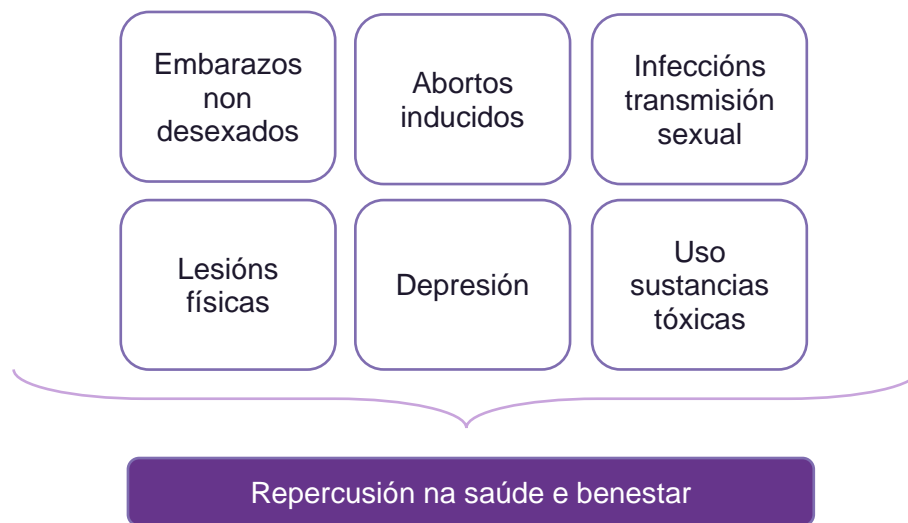 Embarazos
non
desexados
Abortos
inducidos
Infeccións
transmisión
sexual
Lesións
físicas
Depresión
Uso
sustancias
tóxicas
Repercusión na saúde e benestar